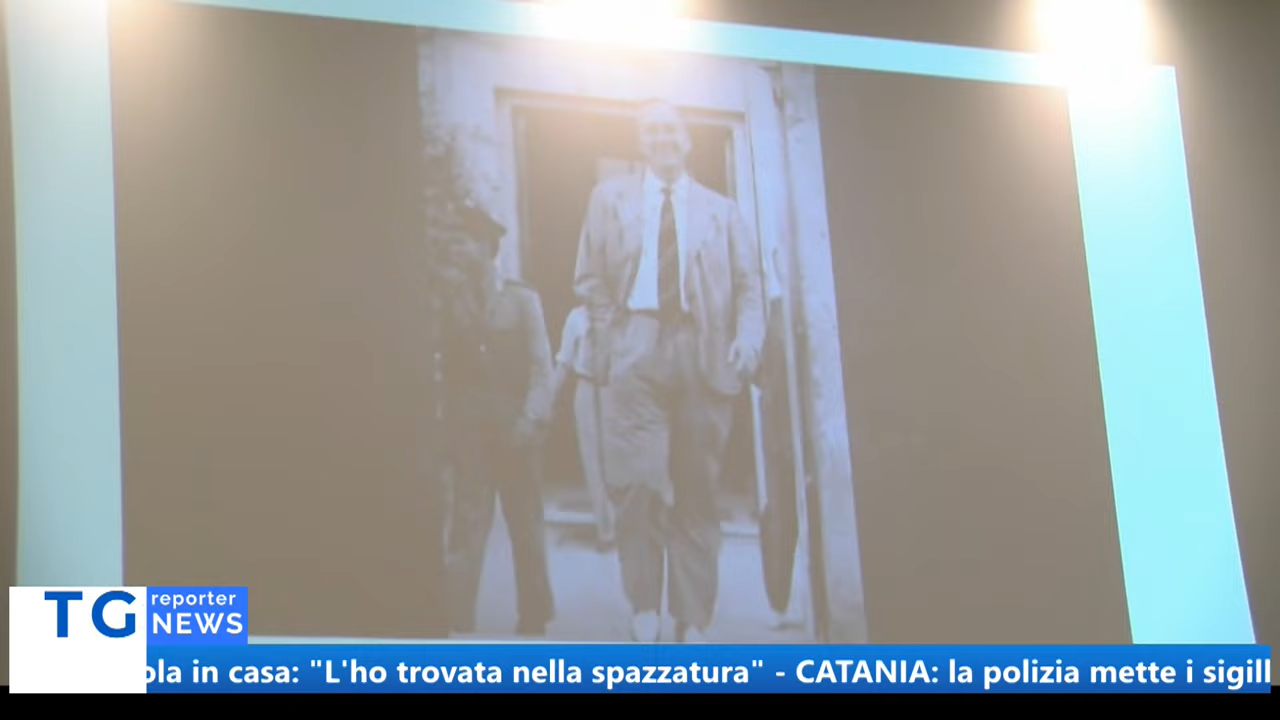 TG reporter
NEWS
ola in casa: "L'ho trovata nella spazzatura" - CATANIA: la polizia mette i sigill